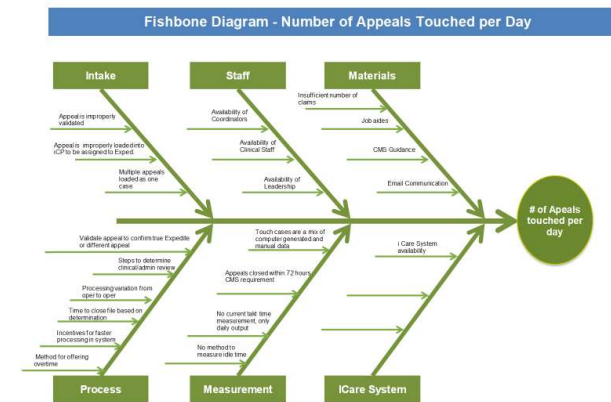 Fishbone Diagram - Number of Appeals Touched per Day
Intake
Staff
Materials
Appeal is improperly
validated
Appeal is improperly loaded into
iCP to be assigned to Exped.
Multiple appeals
loaded as one
case
Availability of
Coordinators
Availability of
Clinical Staff
Availability of
Leadership
Insufficient number of
claims
Job aides
CMS Guidance
Email Communication
# of Apeals
touched per
day
Validate appeal to confirm true Expedite
or different appeal
Steps to determine
clinical/admin review
Processing variation from
oper to oper
Time to close file based on
determination
Incentives for faster
processing in system
Method for offering
overtime
Touch cases are a mix of
computer generated and
manual data
Appeals closed within 72 hours
CMS requirement
No current takt time
measurement, only
daily output
No method to
measure idle time
i Care System
availability
Process
Measurement
ICare System